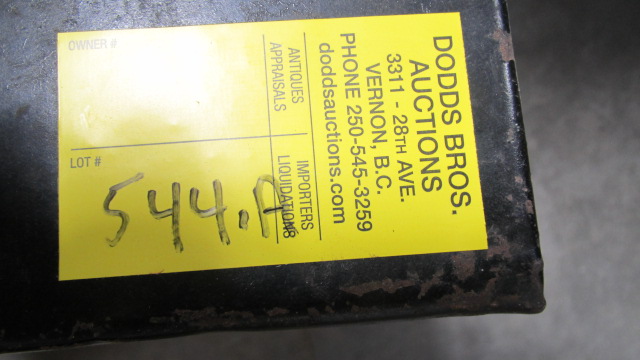 DODDS BROS.
AUCTIONS
3311 - 28TH AVE.
VERNON, B.C.
PHONE 250-545-3259
doddsauctions.com
ANTIQUES
APPRAISALS
IMPORTERS
LIQUIDATIONS
OWNER #
LOT #
544.A